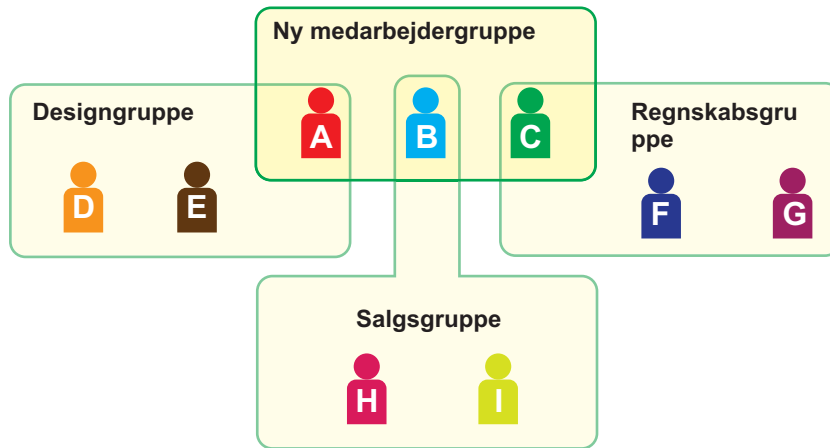 Ny medarbejdergruppe
Designgruppe
Regnskabsgru
ppe
A
B
C
D
E
F
G
Salgsgruppe
H
I